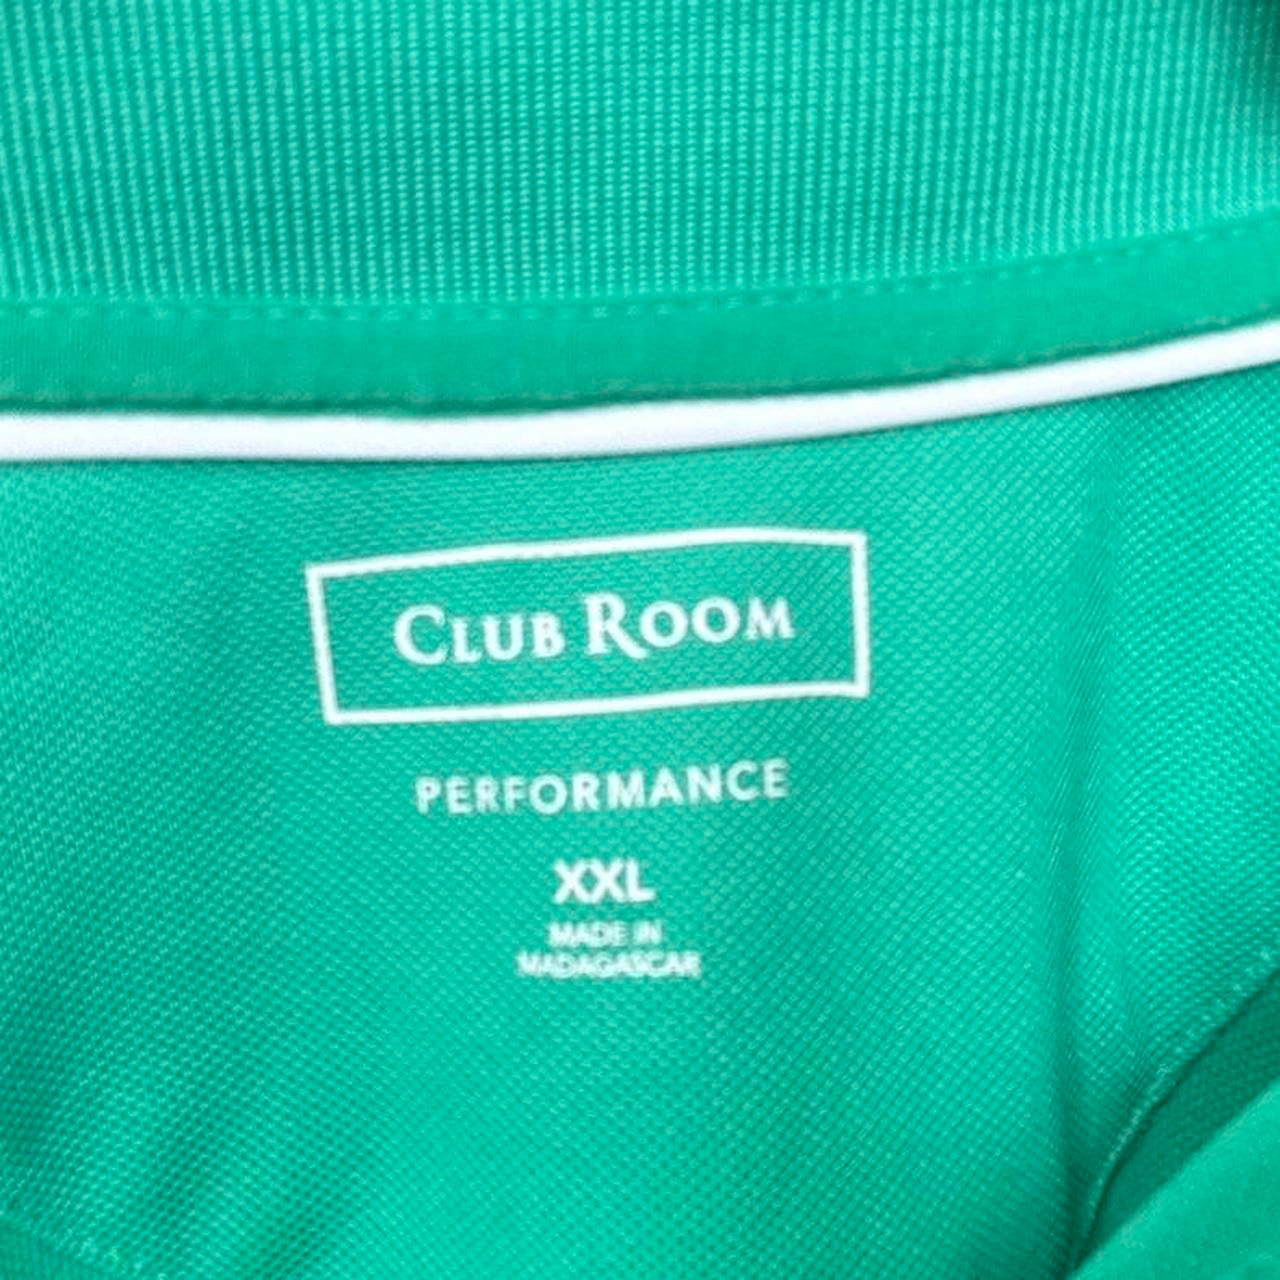 CLUB ROOM
PERFORMANCE
XXL
MADE IN
MADAGASCAR